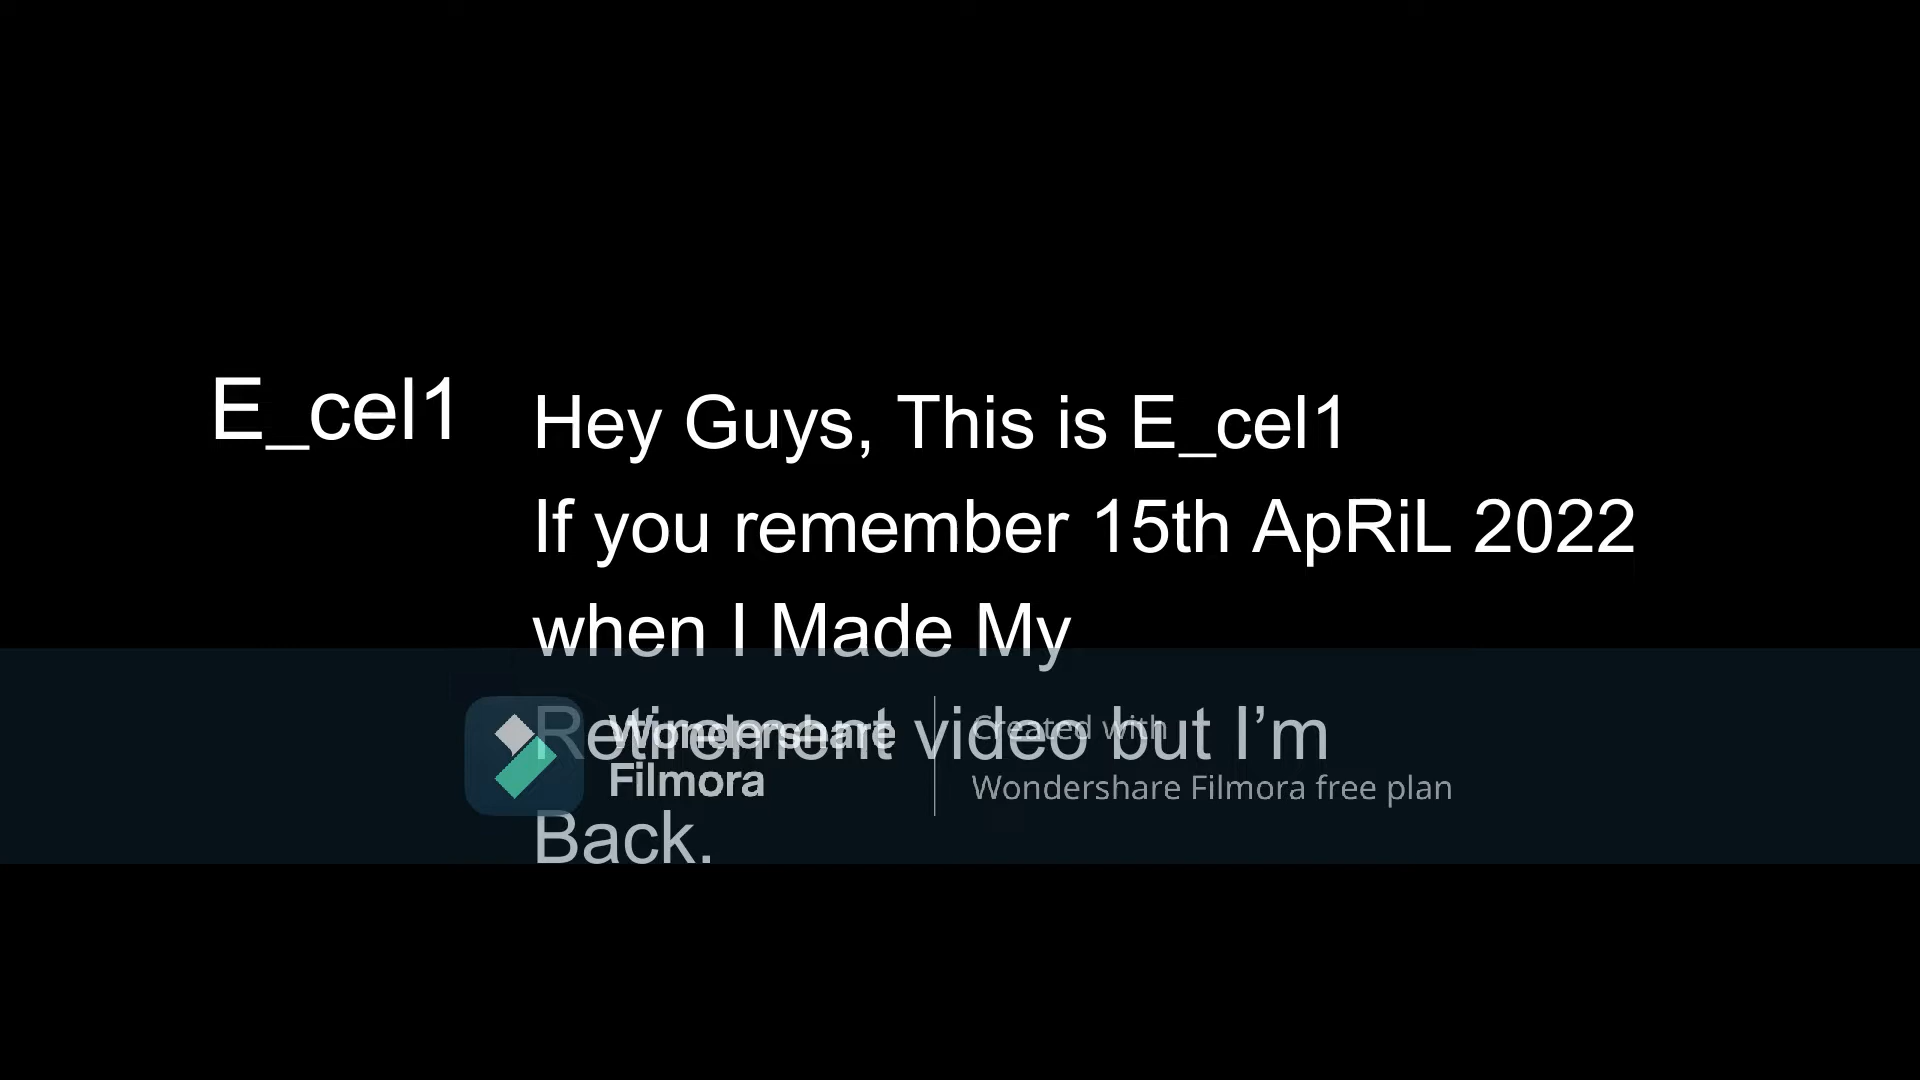 E_cel1
Hey Guys, This is E_cel1
If you remember 15th ApRiL 2022
when I Made My
Retirement video but I’m
Back.
Wondershare
Filmora
Created with
Wondershare Filmora free plan